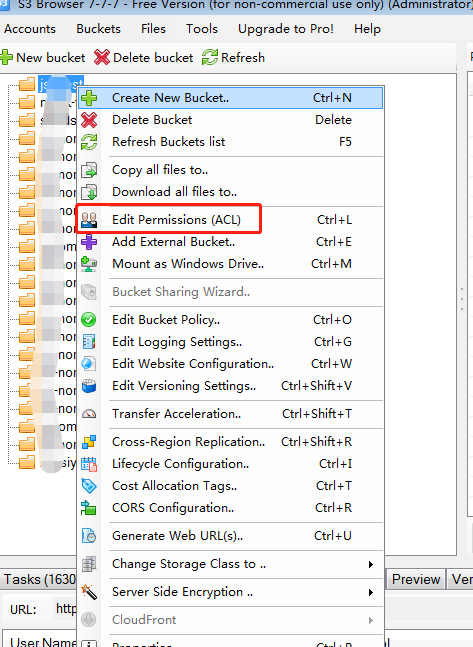 S3 Browser 7-7-7 - Free Version (for non-commercial use only) (Administrator)
Accounts Buckets Files Tools Upgrade to Pro! Help
New bucket Delete bucket Refresh
Create New Bucket.. Ctrl+N
Delete Bucket Delete
Refresh Buckets list F5
Copy all files to..
Download all files to..
Edit Permissions (ACL) Ctrl+L
Add External Bucket.. Ctrl+E
Mount as Windows Drive.. Ctrl+M
Bucket Sharing Wizard..
Edit Bucket Policy.. Ctrl+O
Edit Logging Settings.. Ctrl+G
Edit Website Configuration.. Ctrl+W
Edit Versioning Settings.. Ctrl+Shift+V
Transfer Acceleration.. Ctrl+Shift+T
Cross-Region Replication.. Ctrl+Shift+R
Lifecycle Configuration.. Ctrl+I
Cost Allocation Tags.. Ctrl+T
CORS Configuration.. Ctrl+R
Generate Web URL(s).. Ctrl+U
Change Storage Class to ..
Tasks (1630 Preview Ver
Server Side Encryption ..
URL: http
CloudFront
User Name
Properties Ctrl+P